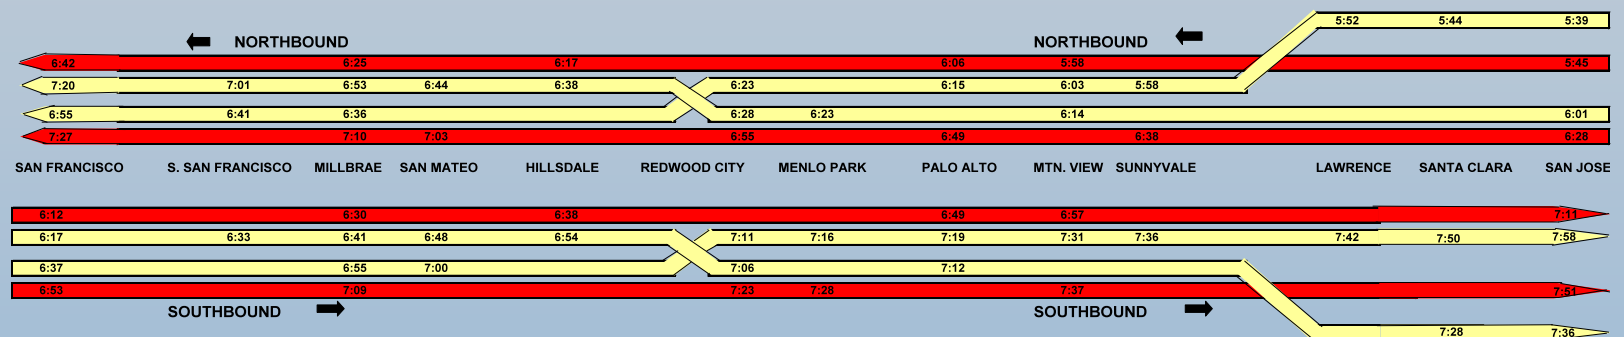 5:52 5:44 5:39
NORTHBOUND NORTHBOUND
6:42 6:25 6:17 6:06 5:58 5:45
7:20 7:01 6:53 6:44 6:38 6:23 6:15 6:03 5:58
6:55 6:41 6:36 6:28 6:23 6:14 6:01
7:27 7:10 7:03 6:55 6:49 6:38 6:28
SAN FRANCISCO S. SAN FRANCISCO MILLBRAE SAN MATEO HILLSDALE REDWOOD CITY MENLO PARK PALO ALTO MTN. VIEW SUNNYVALE LAWRENCE SANTA CLARA SAN JOSE
6:12 6:30 6:38 6:49 6:57 7:11
6:17 6:33 6:41 6:48 6:54 7:11 7:16 7:19 7:31 7:36 7:42 7:50 7:58
6:37 6:55 7:00 7:06 7:12
6:53 7:09 7:23 7:28 7:37 7:51
SOUTHBOUND SOUTHBOUND
7:28 7:36